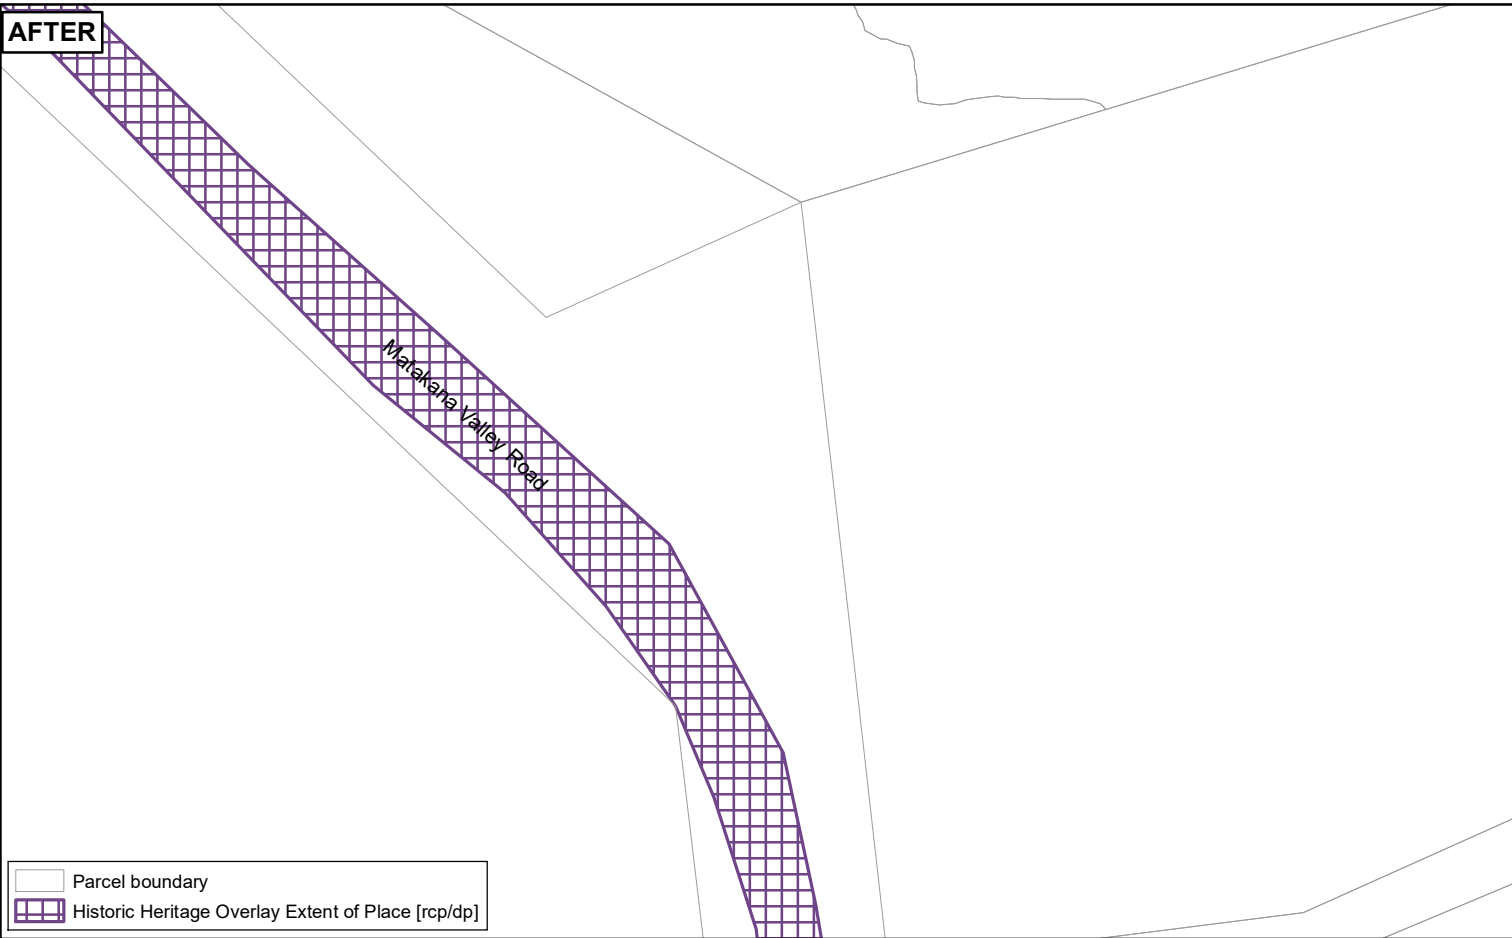 AFTER
Matakana Valley Road
Parcel boundary
Historic Heritage Overlay Extent of Place [rcp/dp]